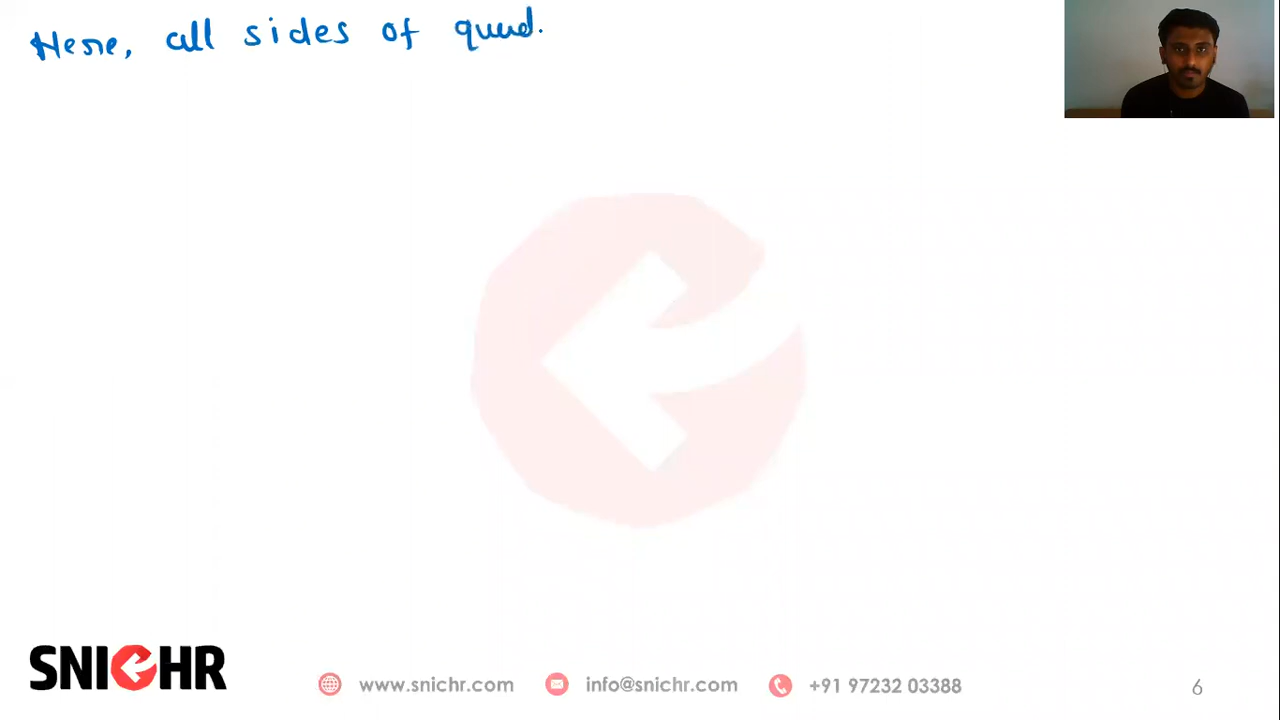 Here, all sides of quad.
SNICHR
www.snichr.com
info@snichr.com
+91 97232 03388
6